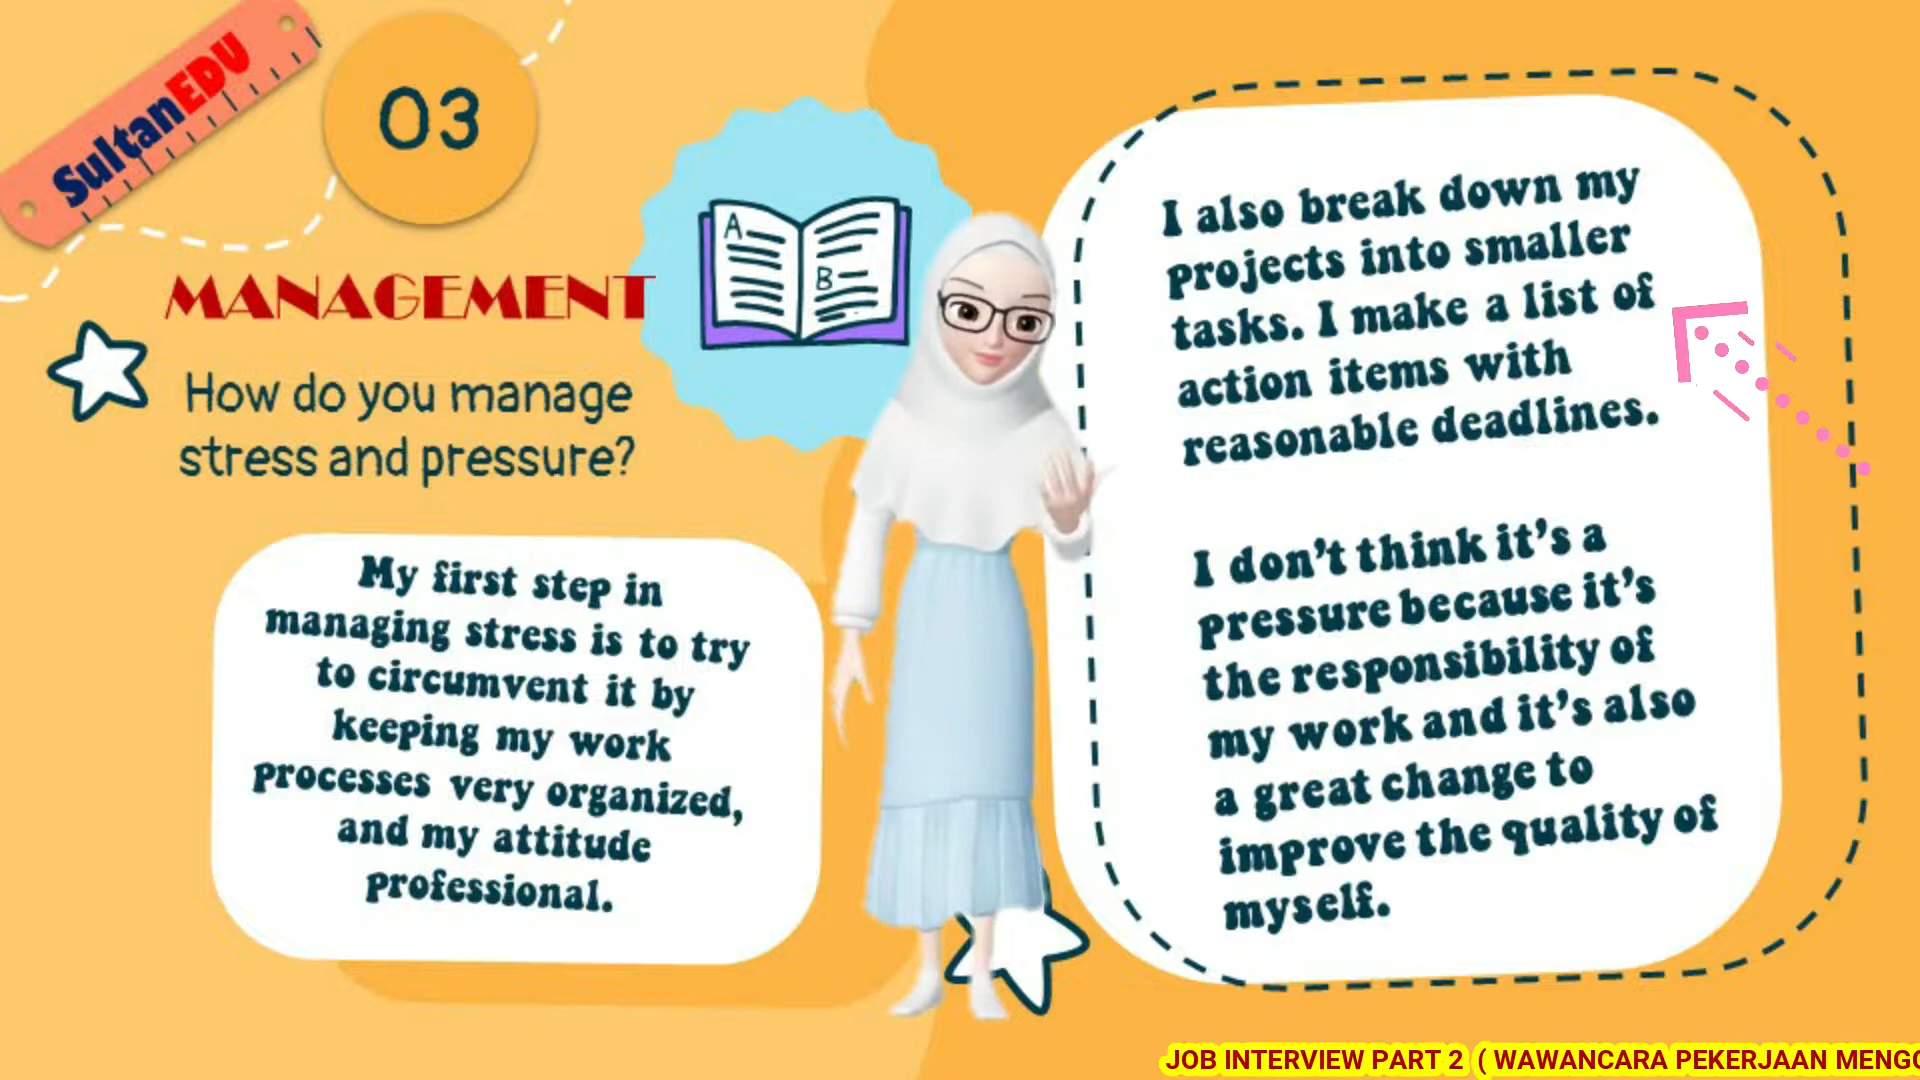 SultanEDU
03
MANAGEMENT
How do you manage
stress and pressure?
A
B
My first step in
managing stress is to try
to circumvent it by
keeping my work
processes very organized,
and my attitude
professional.
I also break down my
projects into smaller
tasks. I make a list of
action items with
reasonable deadlines.
I don't think it's a
pressure because it's
the responsibility of
my work and it's also
a great change to
improve the quality of
myself.
JOB INTERVIEW PART 2 ( WAWANCARA PEKERJAAN